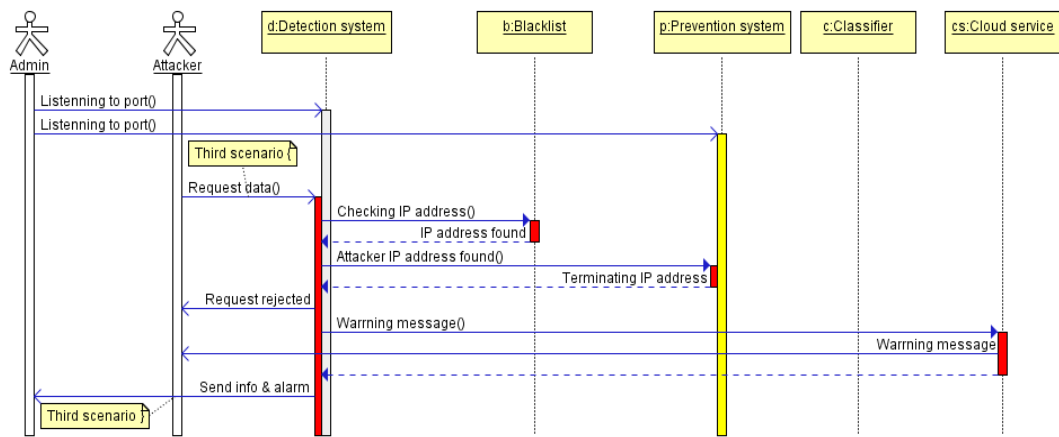 d:Detection system
b:Blacklist
p:Prevention system
c:Classifier
cs:Cloud service
Admin
Attacker
Listenning to port()
Listenning to port()
Third scenario {
Request data()
Checking IP address()
IP address found
Attacker IP address found()
Terminating IP address
Request rejected
Warrning message()
Warrning message
Send info & alarm
Third scenario }